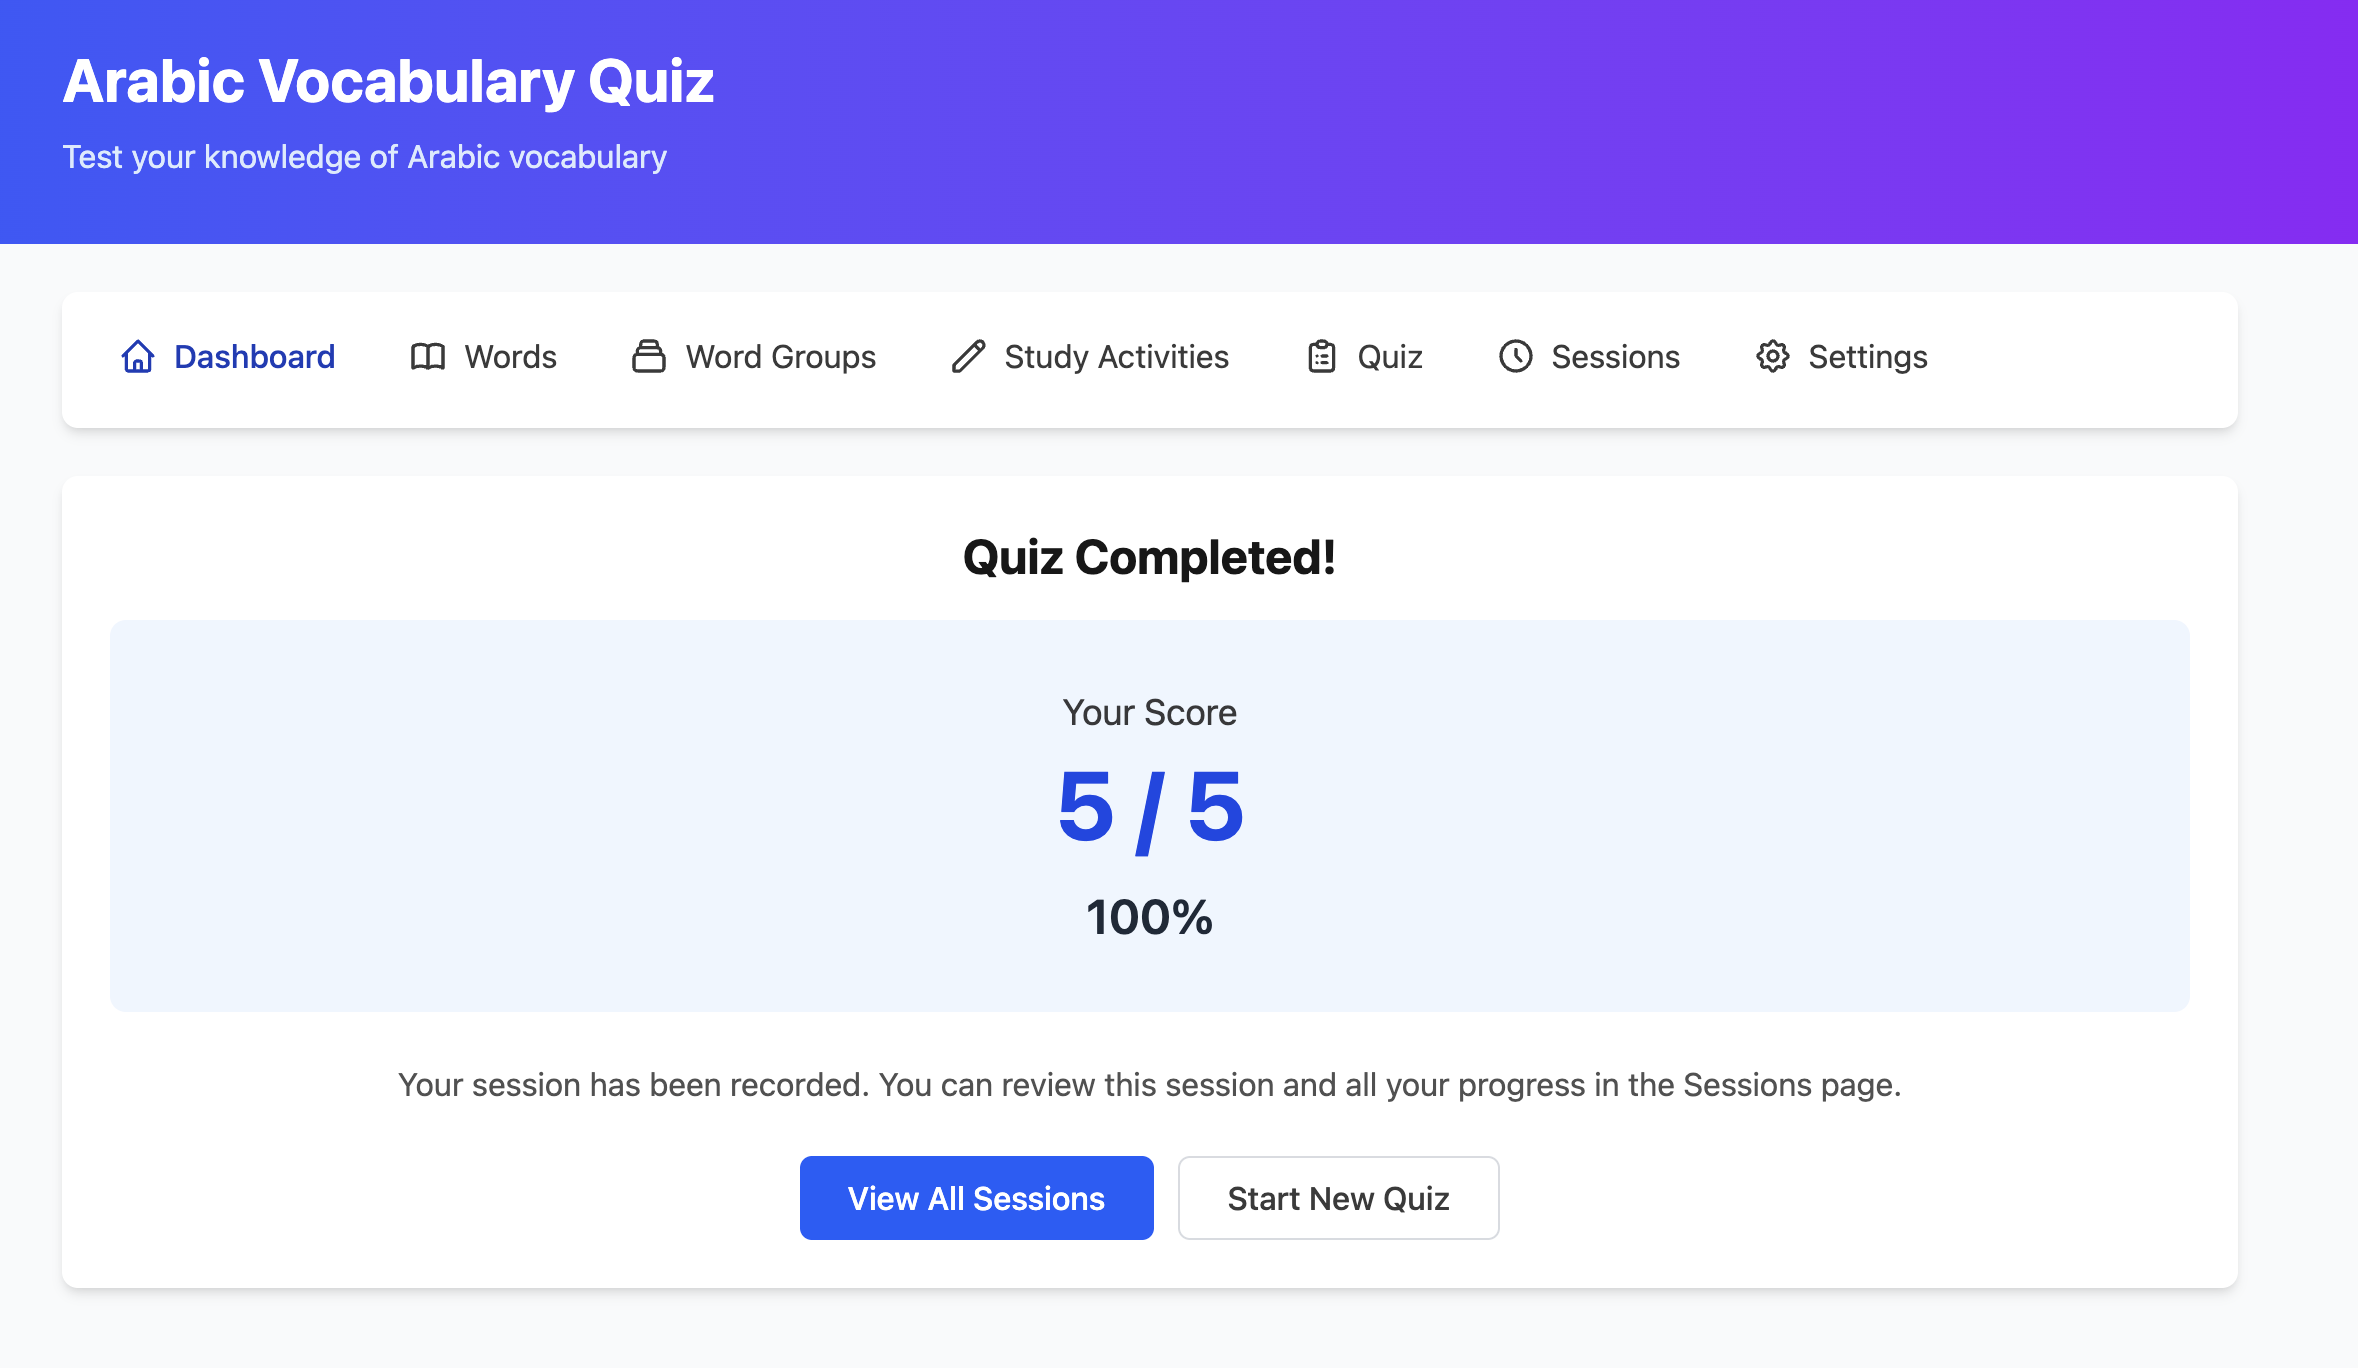 Arabic Vocabulary Quiz
Test your knowledge of Arabic vocabulary
Dashboard Words Word Groups Study Activities Quiz Sessions Settings
Quiz Completed!
Your Score
5 / 5
100%
Your session has been recorded. You can review this session and all your progress in the Sessions page.
View All Sessions Start New Quiz